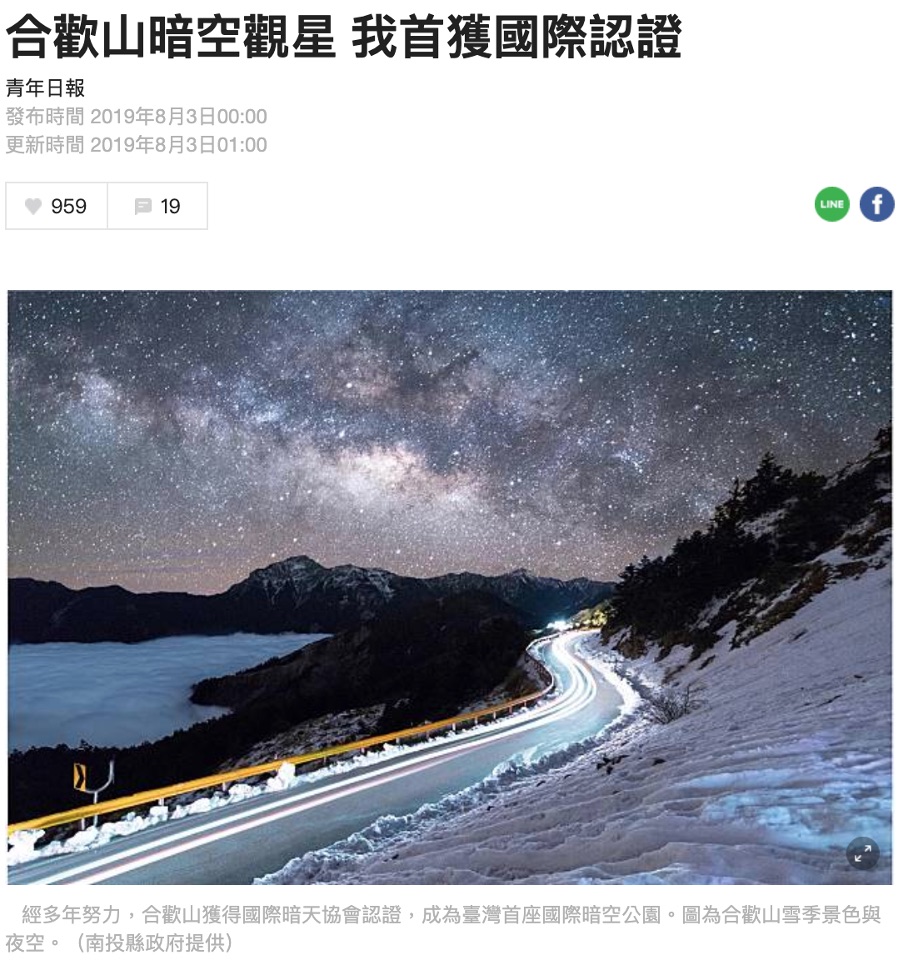 合歡山暗空觀星 我首獲國際認證
青年日報
發布時間 2019年8月3日00:00
更新時間 2019年8月3日01:00
959
19
LINE
f
經多年努力，合歡山獲得國際暗天協會認證，成為臺灣首座國際暗空公園。圖為合歡山雪季景色與
夜空。（南投縣政府提供）